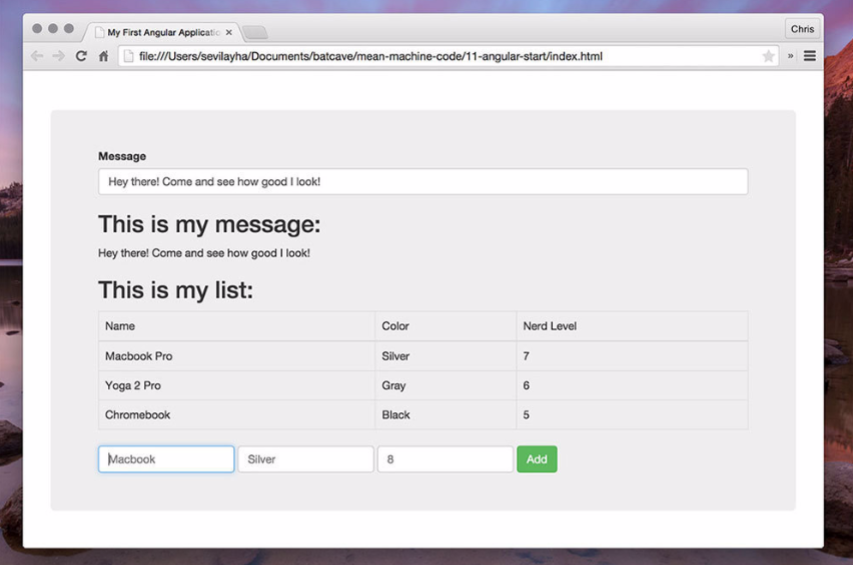 My First Angular Applicatio
Chris
file:///Users/sevilayha/Documents/batcave/mean-machine-code/11-angular-start/index.html
Message
Hey there! Come and see how good I look!
This is my message:
Hey there! Come and see how good I look!
This is my list:
Name Color Nerd Level
Macbook Pro Silver 7
Yoga 2 Pro Gray 6
Chromebook Black 5
Macbook Silver 8 Add